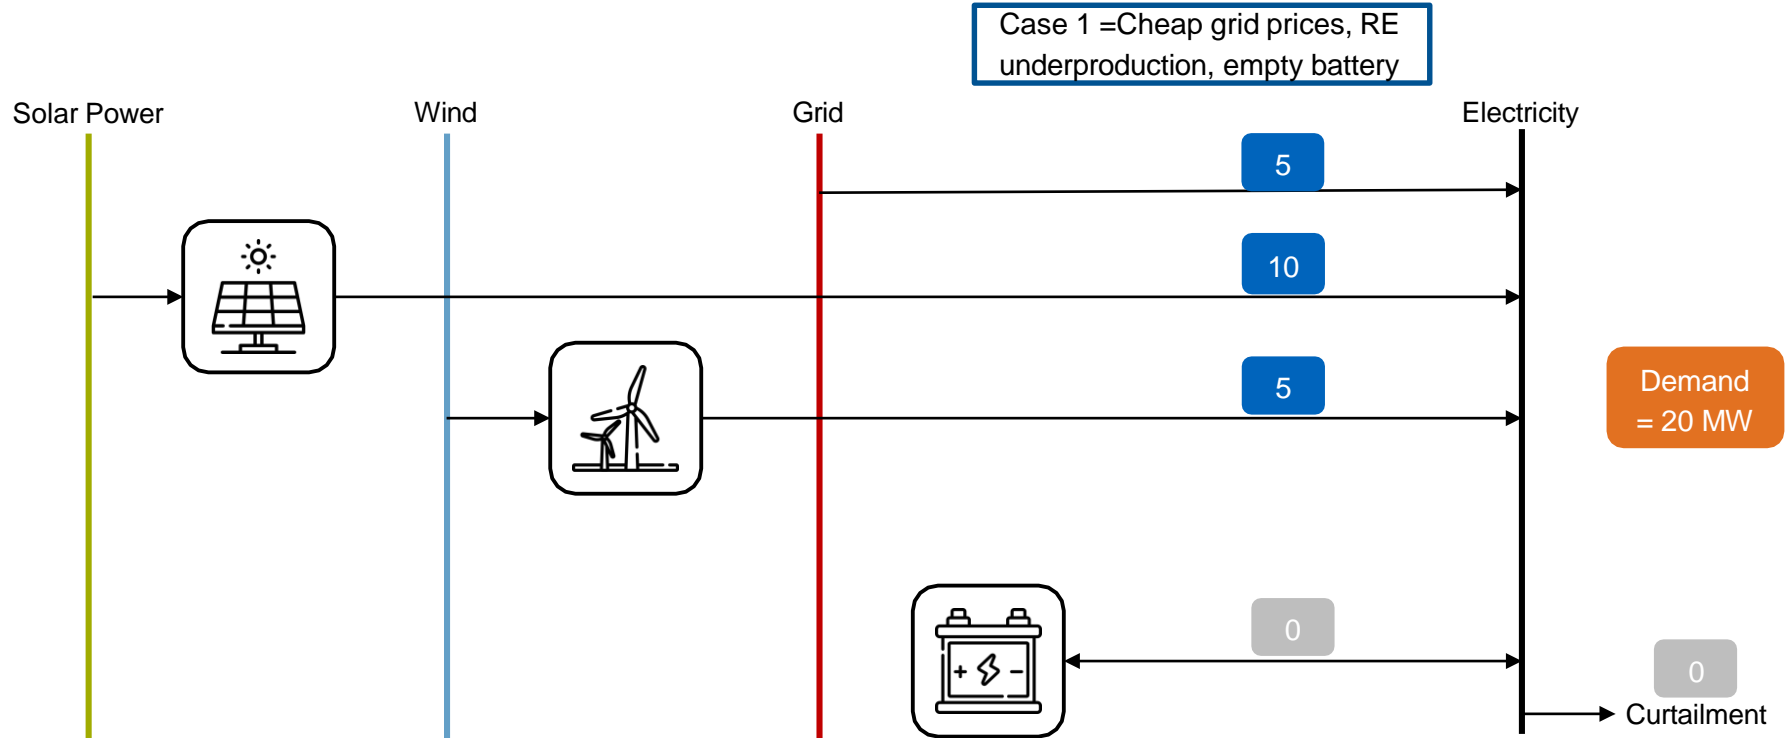 Case 1 =Cheap grid prices, RE
underproduction, empty battery
Solar Power
Wind
Grid
Electricity
5
10
5
Demand
= 20 MW
0
0
Curtailment